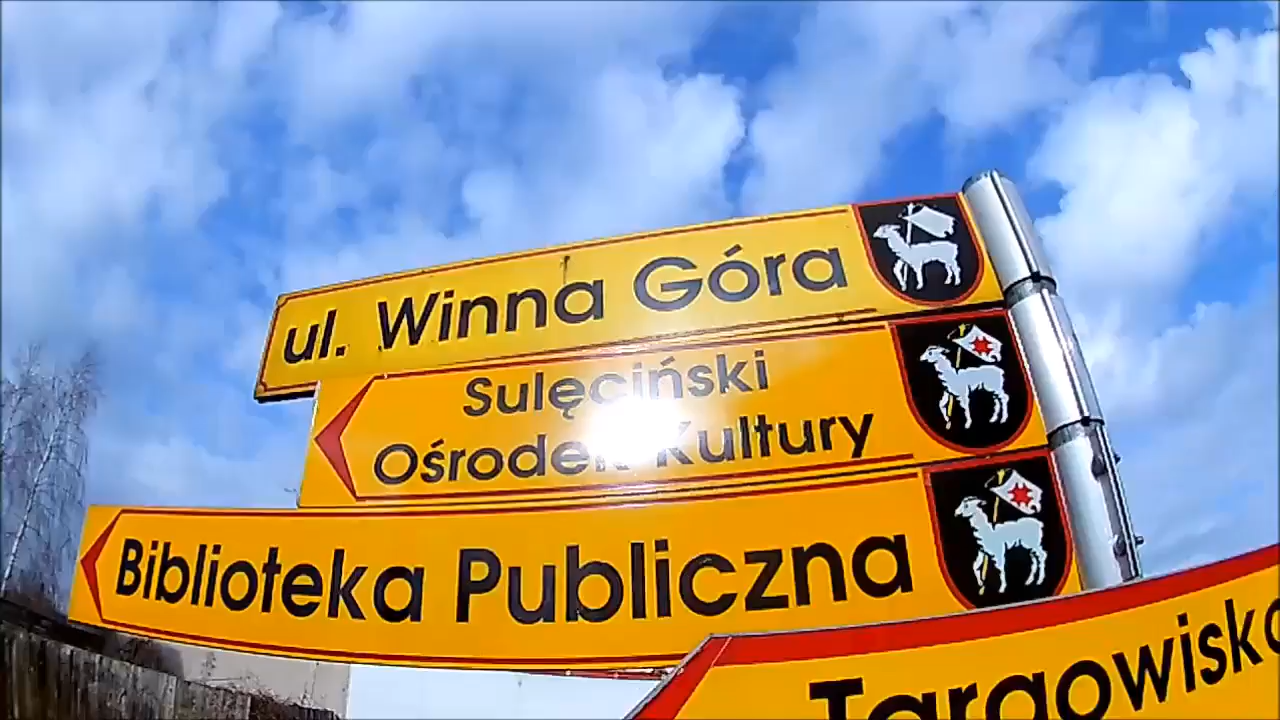 ul. Winna Góra
Sulęciński
Ośrodek Kultury
Biblioteka Publiczna
Targowisko